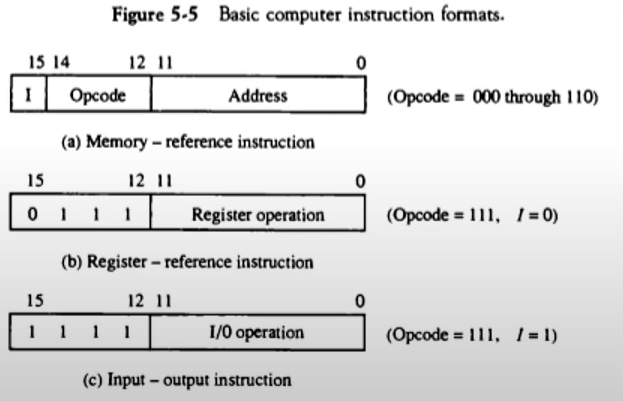 Figure 5-5 Basic computer instruction formats.
15 14 12 11 0
I Opcode Address (Opcode = 000 through 110)
(a) Memory – reference instruction
15 12 11 0
0 1 1 1 Register operation (Opcode = 111, I = 0)
(b) Register – reference instruction
15 12 11 0
1 1 1 1 I/0 operation (Opcode = 111, I = 1)
(c) Input – output instruction